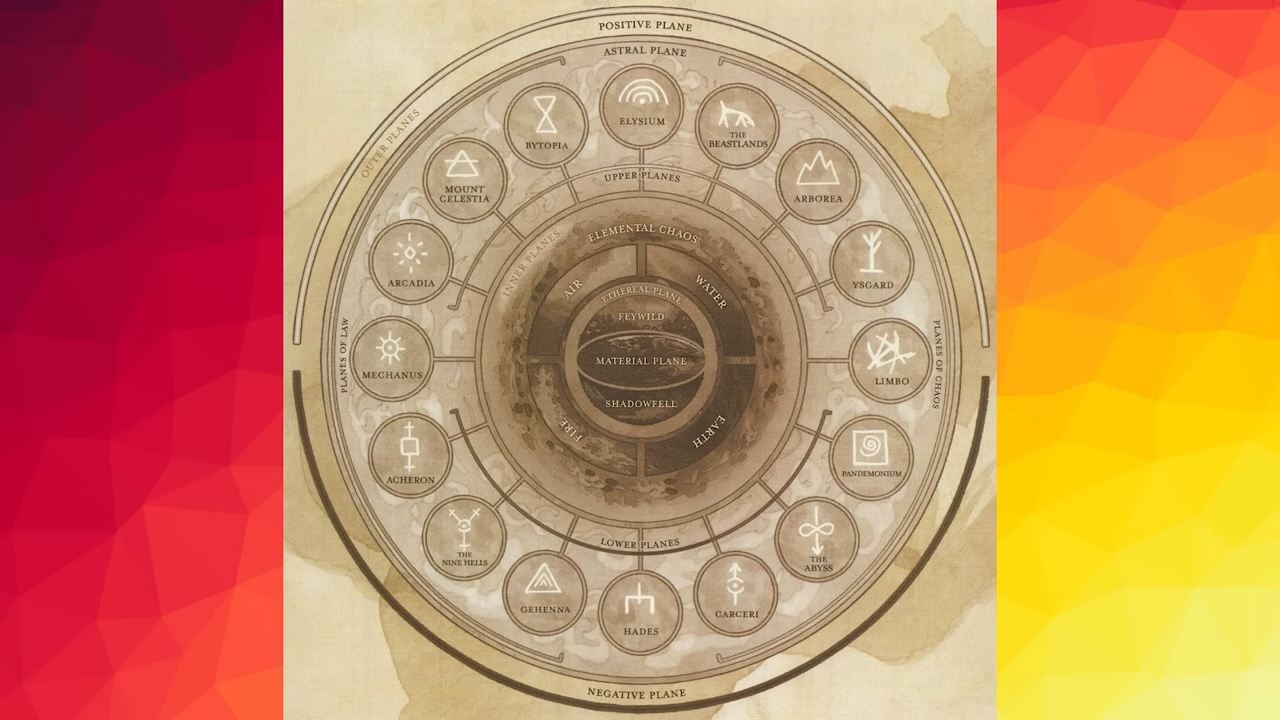 POSITIVE PLANE
ASTRAL PLANE
OUTER PLANES
ELYSIUM
BYTOPIA
THE
BEASTLANDS
MOUNT
CELESTIA
UPPER PLANES
ARBOREA
INNER PLANES
ELEMENTAL CHAOS
ARCADIA
AIR
WATER
YSGARD
ETHEREAL PLANE
FEYWILD
PLANES OF LAW
MECHANUS
MATERIAL PLANE
LIMBO
PLANES OF CHAOS
SHADOWFELL
FIRE
EARTH
ACHERON
PANDEMONIUM
THE
NINE HELLS
LOWER PLANES
THE
ABYSS
GEHENNA
HADES
CARCERI
NEGATIVE PLANE